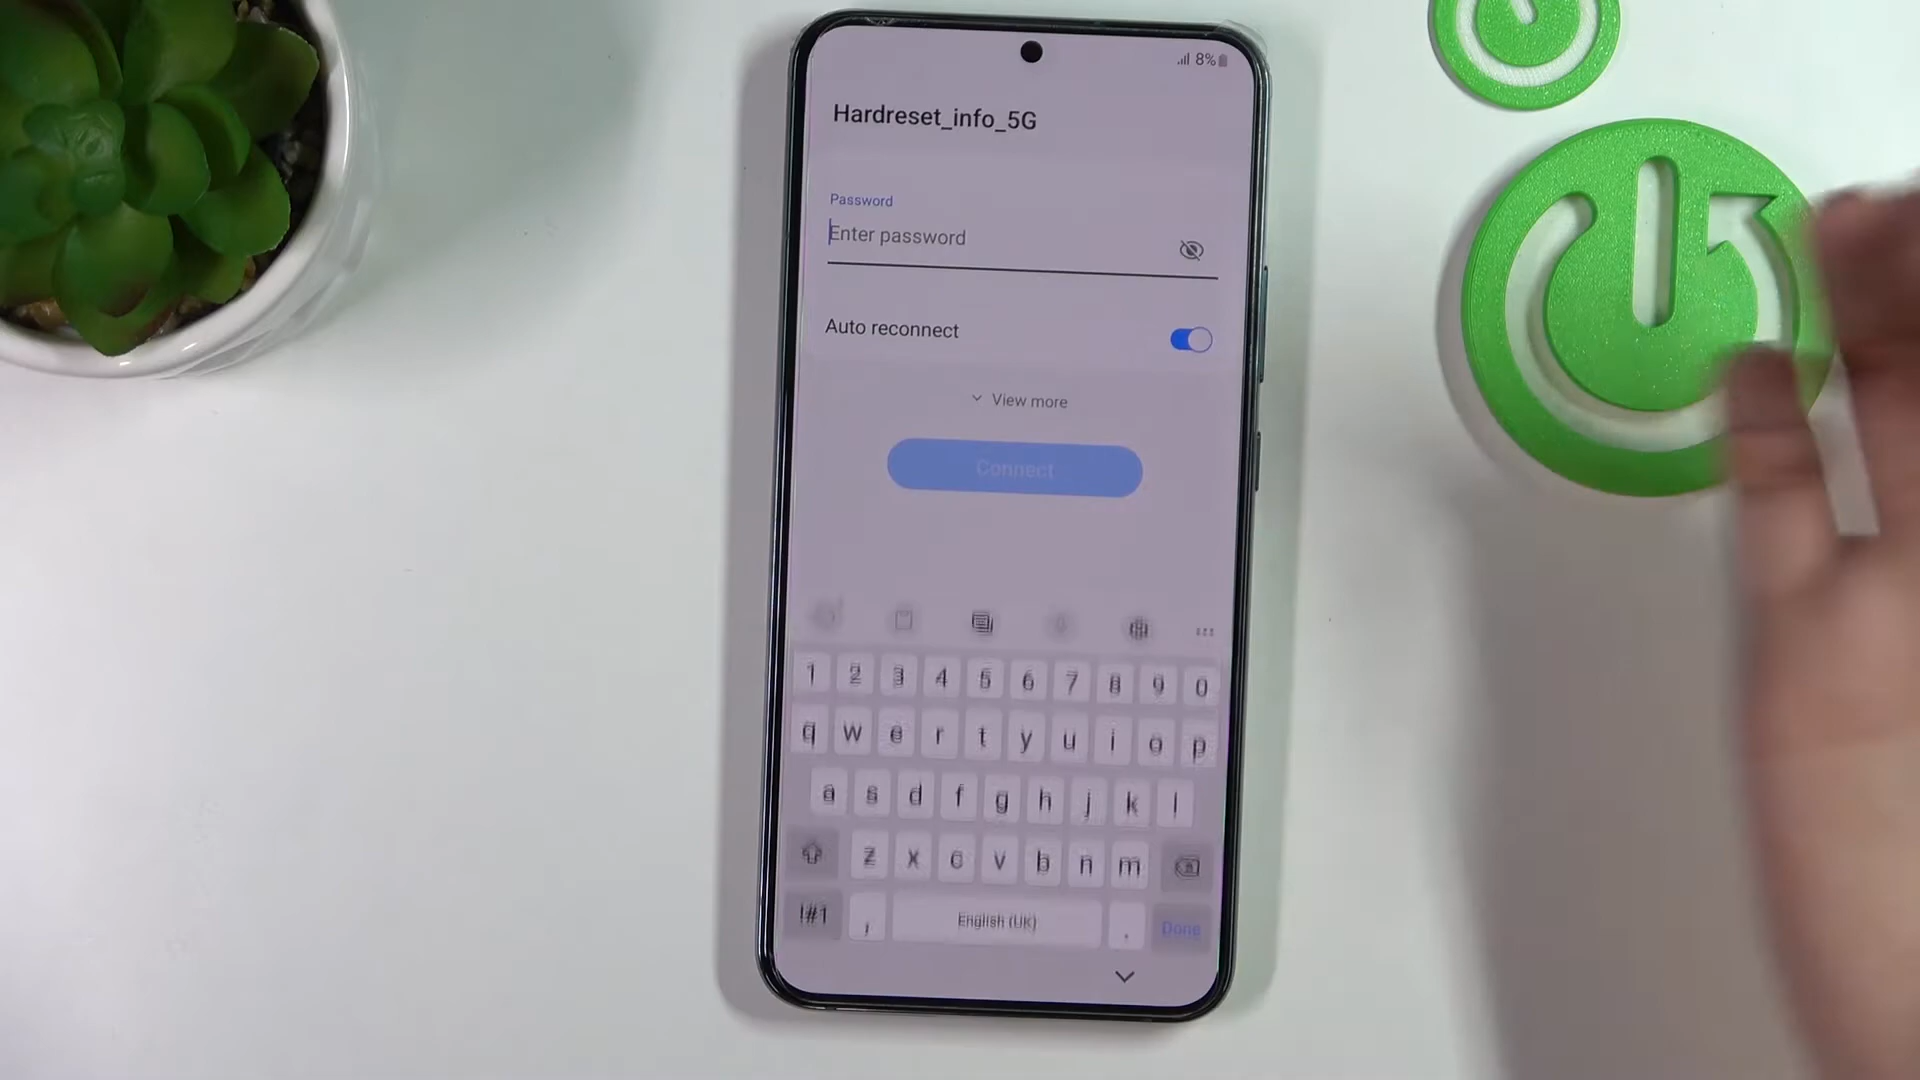 8%
Hardreset_info_5G
Password
Enter password
Auto reconnect
View more
Connect
1 2 3 4 5 6 7 8 9 0
q w e r t y u i o p
a s d f g h j k l
z x c v b n m
!#1 , English (UK) . Done